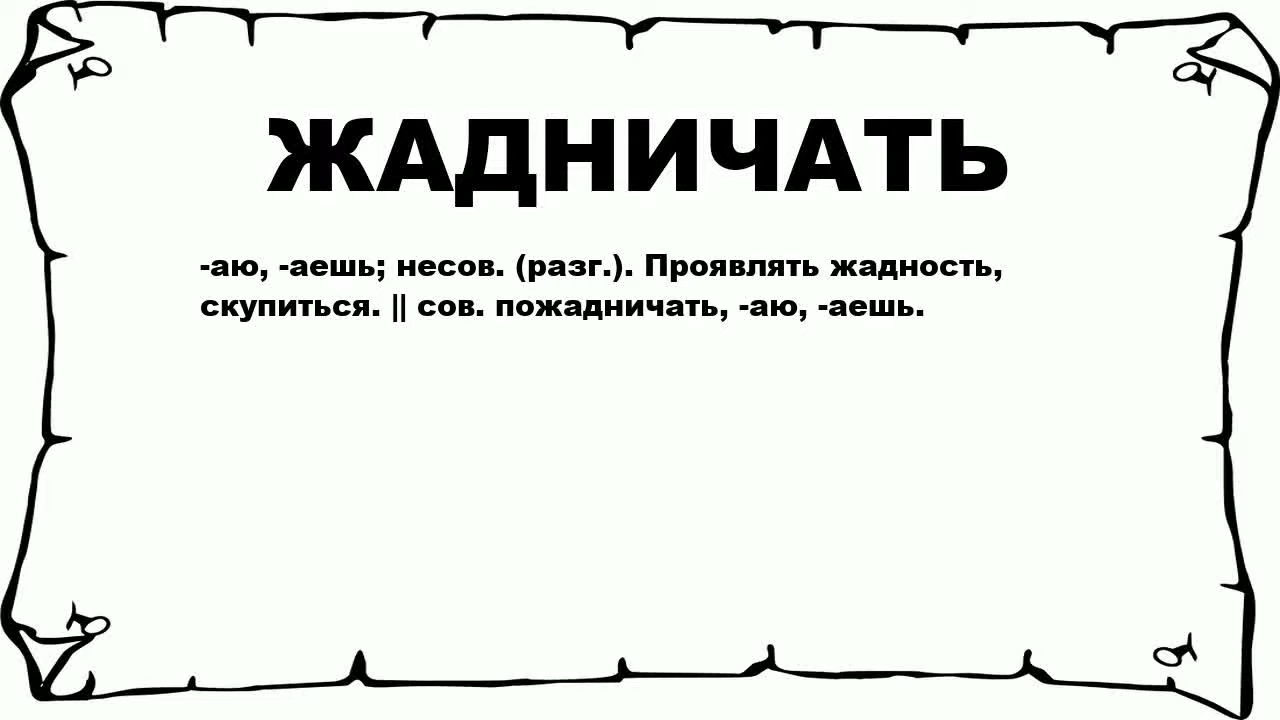 ЖАДНИЧАТЬ
-аю, -аешь; несов. (разг.). Проявлять жадность,
скупиться. || сов. пожадничать, -аю, -аешь.